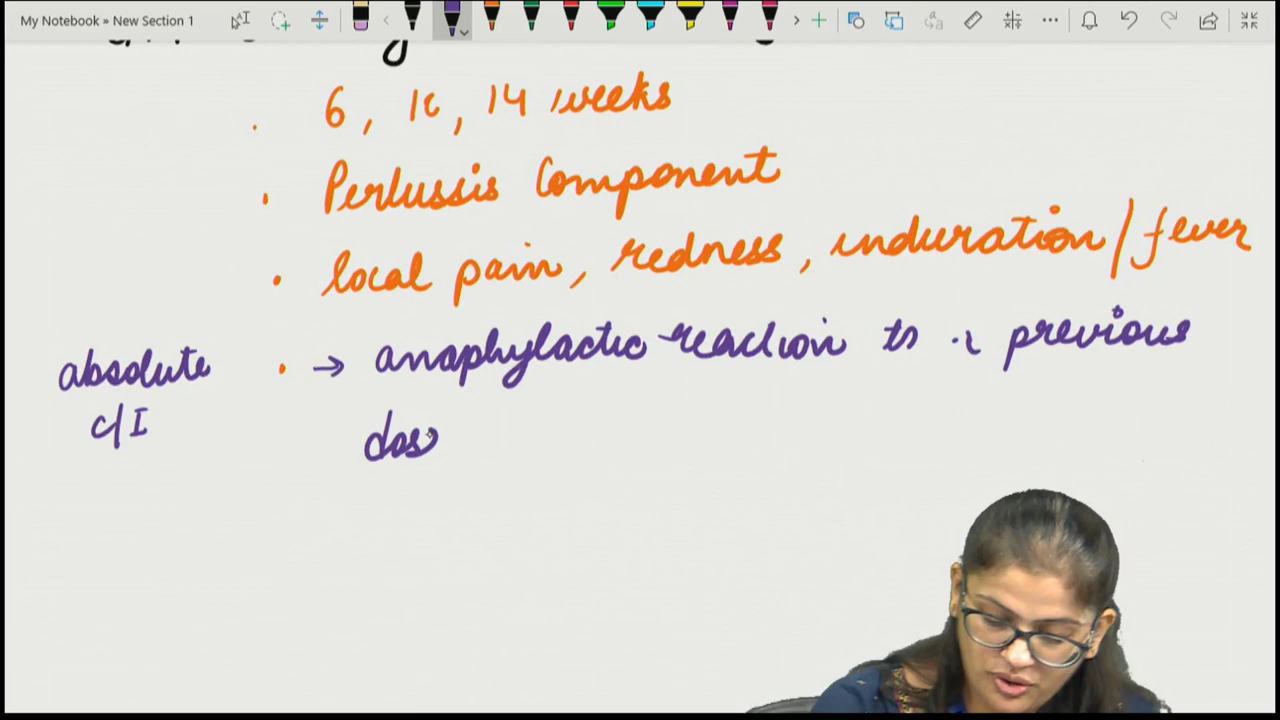 My Notebook » New Section 1
6, 10, 14 weeks
Pertussis Component
local pain, redness, induration/fever
absolute c/I
→ anaphylactic reaction to previous
dos